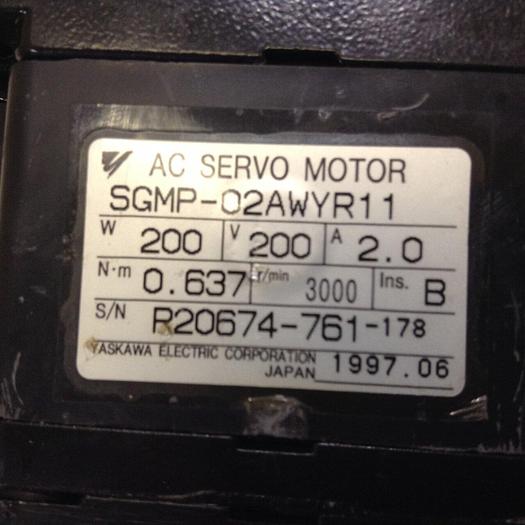 AC SERVO MOTOR
SGMP-02AWYR11
W 200 V 200 A 2.0
N·m 0.637 r/min 3000 Ins. B
S/N R20674-761-178
YASKAWA ELECTRIC CORPORATION
JAPAN 1997.06